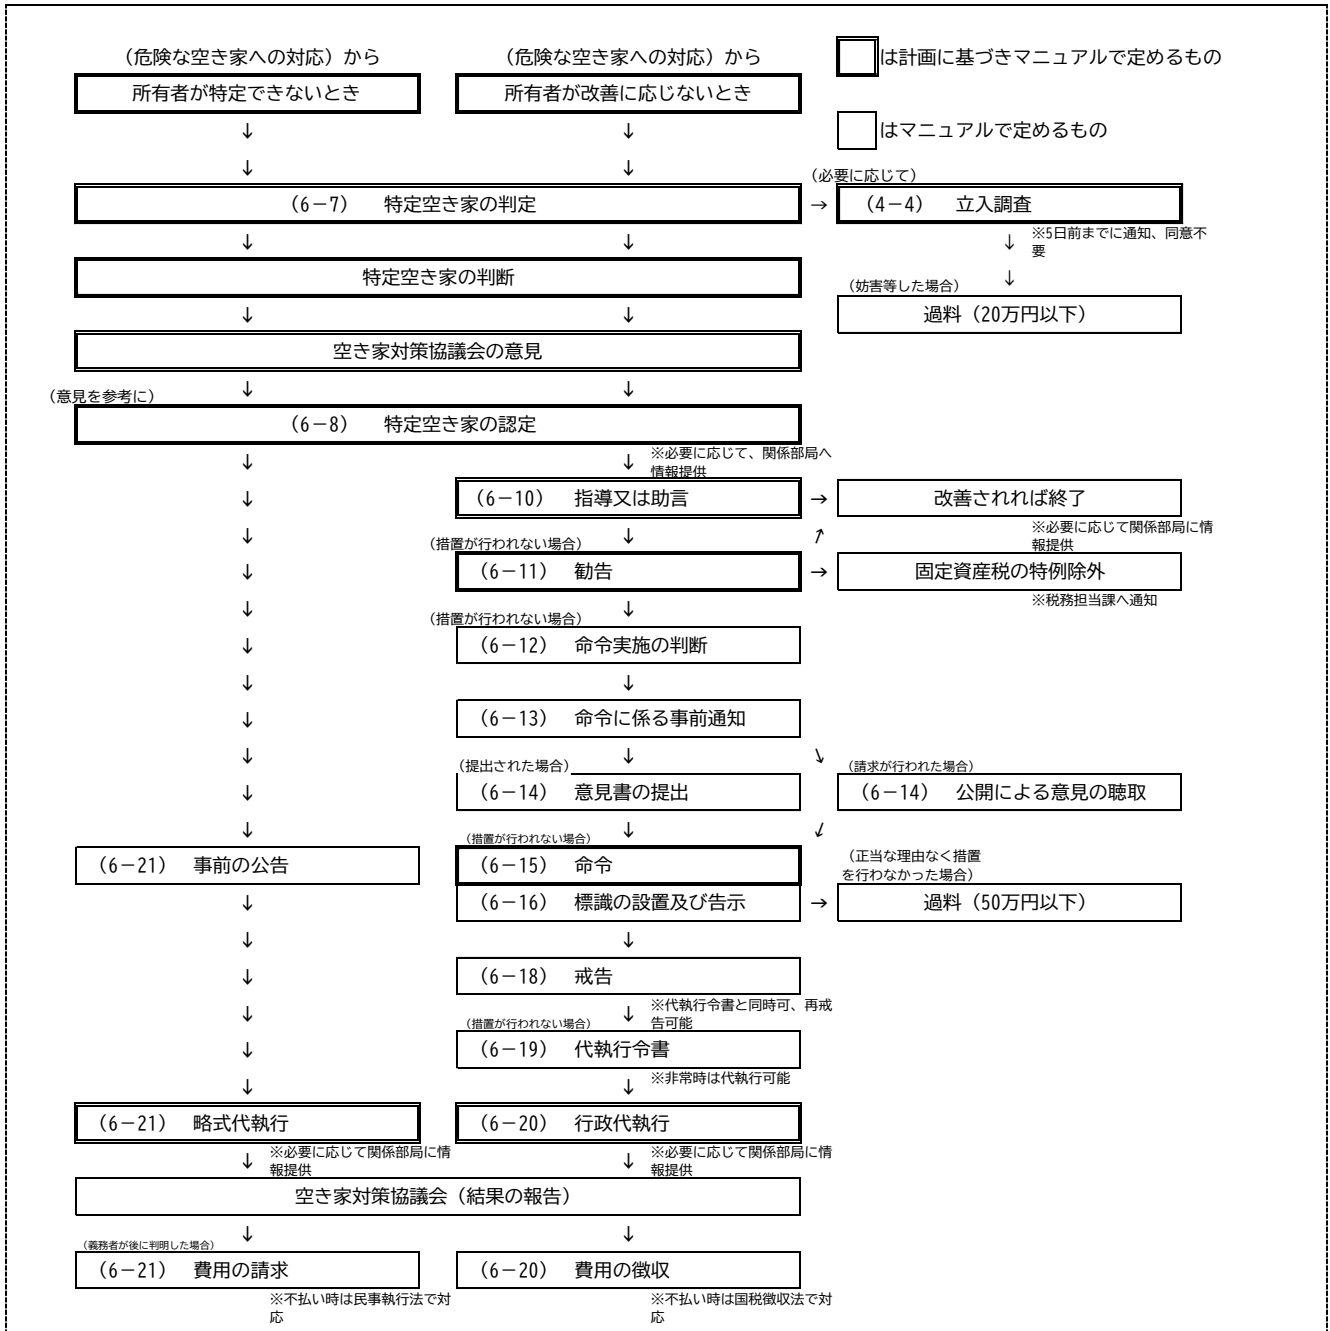 （危険な空き家への対応）から
（危険な空き家への対応）から
は計画に基づきマニュアルで定めるもの
所有者が特定できないとき
所有者が改善に応じないとき
↓
↓
はマニュアルで定めるもの
↓
↓
（必要に応じて）
（6－7） 特定空き家の判定
→
（4－4） 立入調査
↓
↓
↓
※5日前までに通知、同意不
要
特定空き家の判断
↓
（妨害等した場合）
↓
↓
過料（20万円以下）
空き家対策協議会の意見
↓
↓
（意見を参考に）
（6－8） 特定空き家の認定
↓
↓
※必要に応じて、関係部局へ
情報提供
↓
（6－10） 指導又は助言
→
改善されれば終了
↓
↓
↗
※必要に応じて関係部局に情
報提供
（措置が行われない場合）
↓
（6－11） 勧告
→
固定資産税の特例除外
↓
↓
※税務担当課へ通知
（措置が行われない場合）
↓
（6－12） 命令実施の判断
↓
↓
↓
（6－13） 命令に係る事前通知
↓
↓
↘
（提出された場合）
（請求が行われた場合）
↓
（6－14） 意見書の提出
（6－14） 公開による意見の聴取
↓
↓
↙
（措置が行われない場合）
（6－21） 事前の公告
（6－15） 命令
（正当な理由なく措置
を行わなかった場合）
↓
（6－16） 標識の設置及び告示
→
過料（50万円以下）
↓
↓
↓
（6－18） 戒告
↓
↓
※代執行令書と同時可、再戒
告可能
（措置が行われない場合）
↓
（6－19） 代執行令書
↓
↓
※非常時は代執行可能
（6－21） 略式代執行
（6－20） 行政代執行
↓
※必要に応じて関係部局に情
報提供
↓
※必要に応じて関係部局に情
報提供
空き家対策協議会（結果の報告）
↓
↓
（義務者が後に判明した場合）
（6－21） 費用の請求
（6－20） 費用の徴収
※不払い時は民事執行法で対
応
※不払い時は国税徴収法で対
応